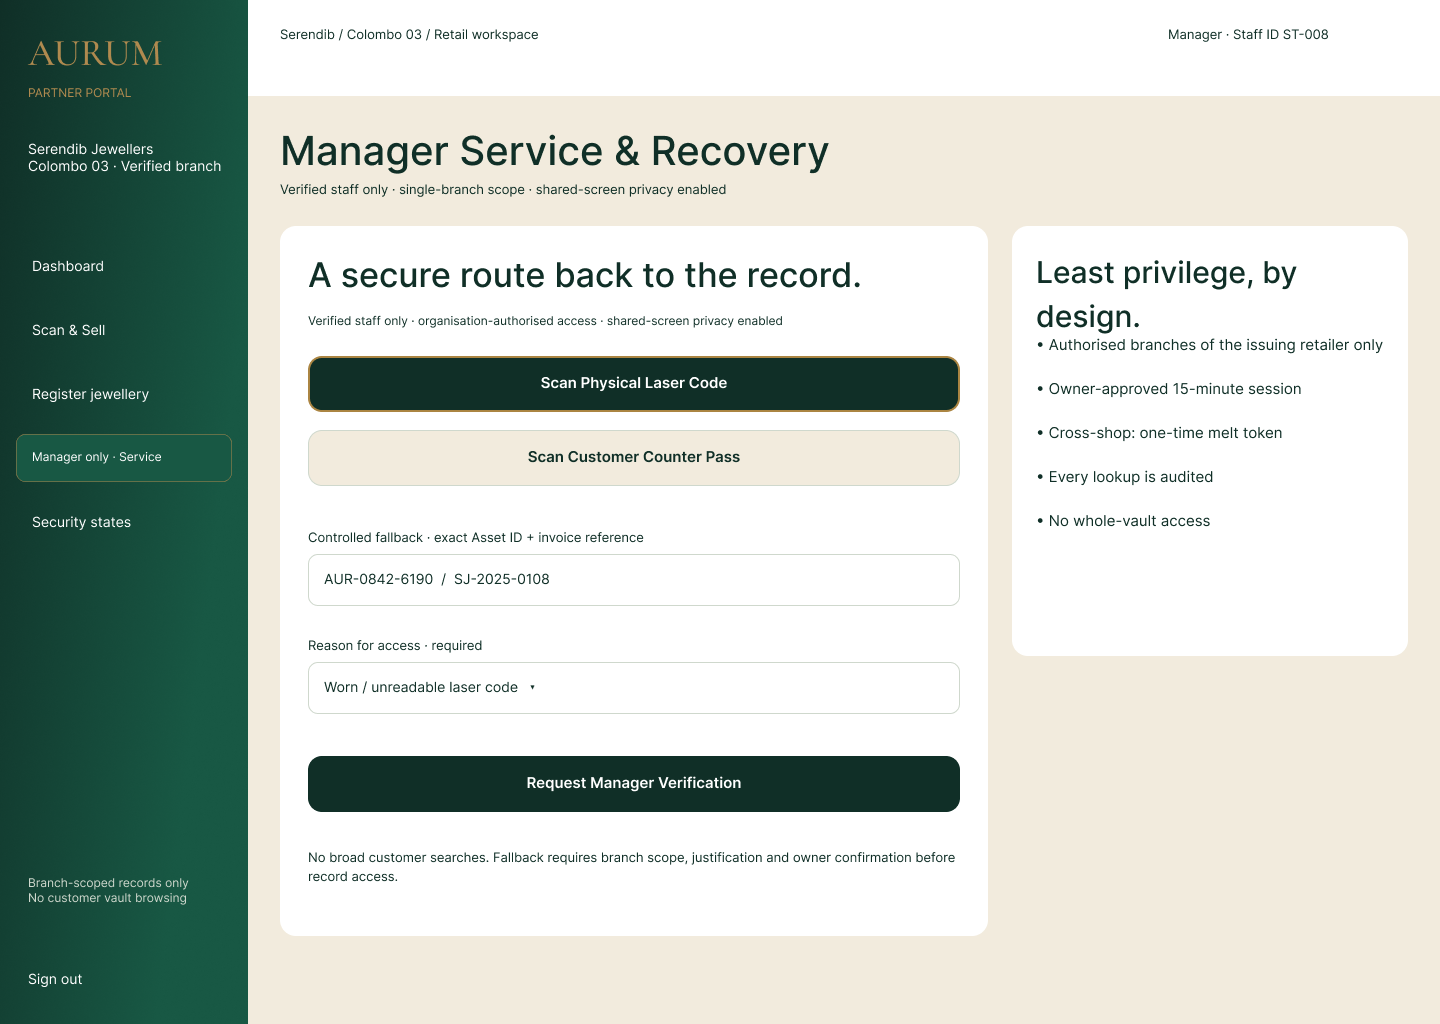 AURUM
PARTNER PORTAL
Serendib Jewellers
Colombo 03 · Verified branch
Dashboard
Scan & Sell
Register jewellery
Manager only · Service
Security states
Branch-scoped records only
No customer vault browsing
Sign out
Serendib / Colombo 03 / Retail workspace
Manager · Staff ID ST-008
Manager Service & Recovery
Verified staff only · single-branch scope · shared-screen privacy enabled
A secure route back to the record.
Verified staff only · organisation-authorised access · shared-screen privacy enabled
Scan Physical Laser Code
Scan Customer Counter Pass
Controlled fallback · exact Asset ID + invoice reference
AUR-0842-6190 / SJ-2025-0108
Reason for access · required
Worn / unreadable laser code ▾
Request Manager Verification
No broad customer searches. Fallback requires branch scope, justification and owner confirmation before
record access.
Least privilege, by
design.
• Authorised branches of the issuing retailer only
• Owner-approved 15-minute session
• Cross-shop: one-time melt token
• Every lookup is audited
• No whole-vault access